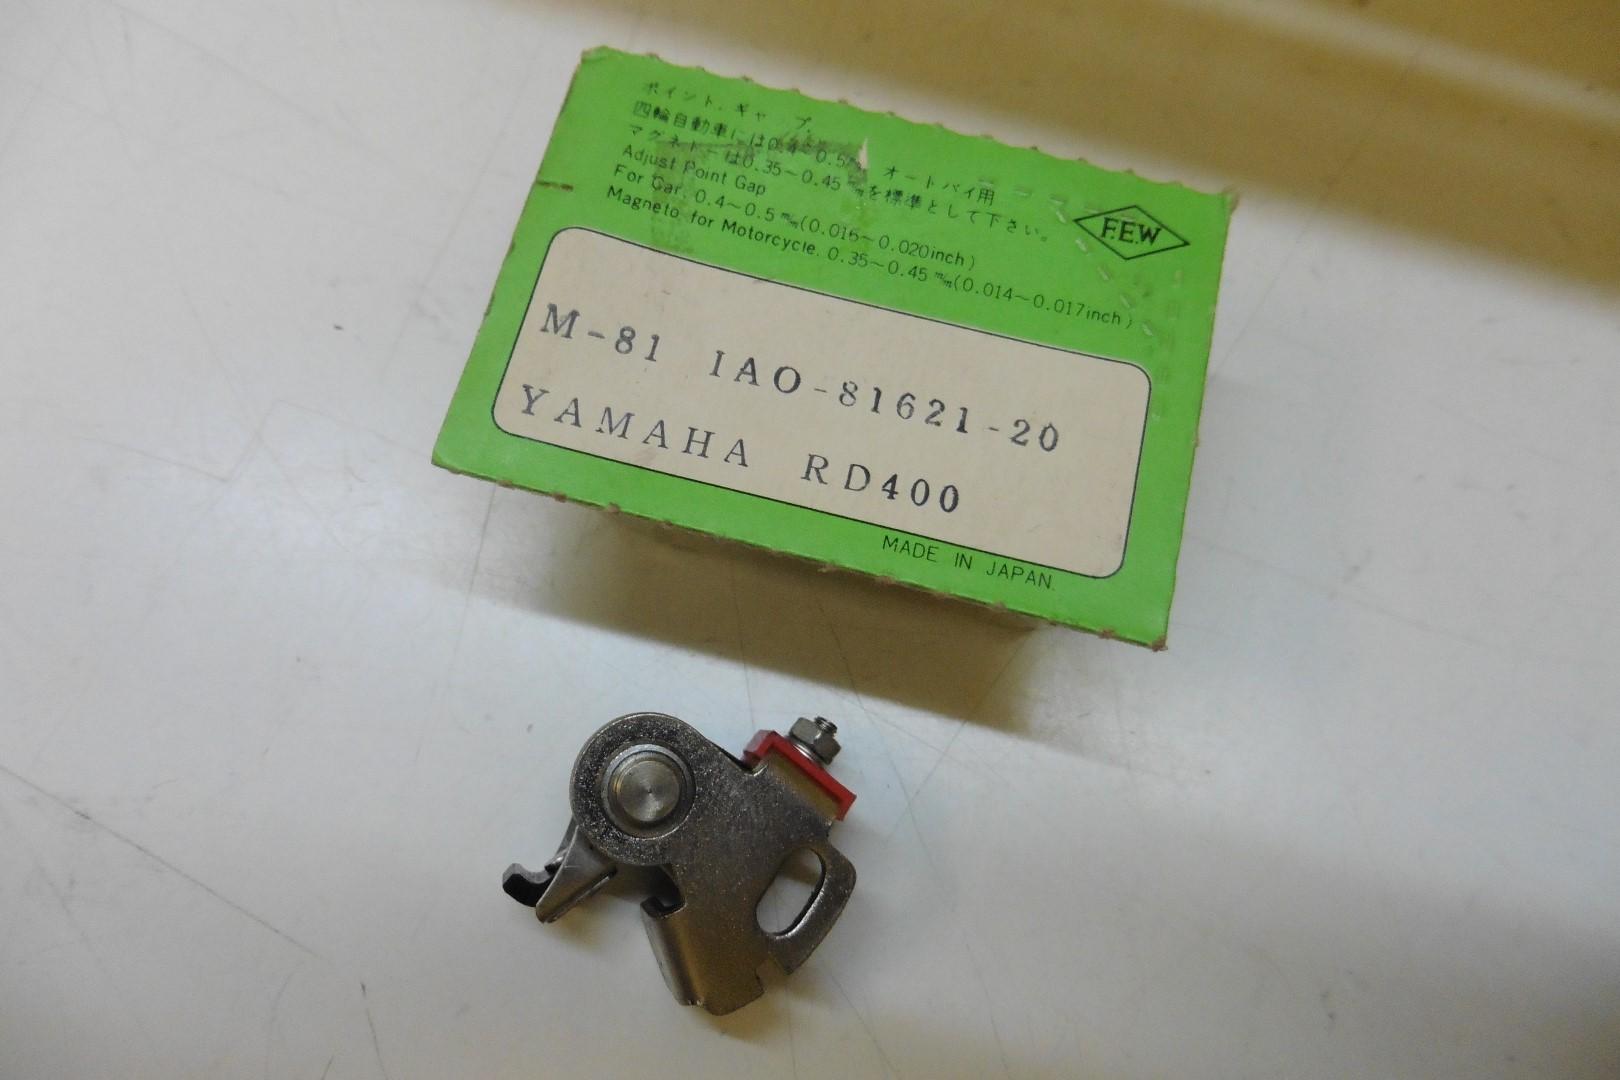 ポイント．ギャップ．
四輪自動車には0.4〜0.5㎜ オートバイ用
マグネトーは0.35〜0.45㎜を標準として下さい。
Adjust Point Gap
For Car. 0.4~0.5 m/m(0.016~0.020inch)
Magneto for Motorcycle. 0.35~0.45 m/m(0.014~0.017inch)
F.E.W
M-81 1AO-81621-20
YAMAHA RD400
MADE IN JAPAN.